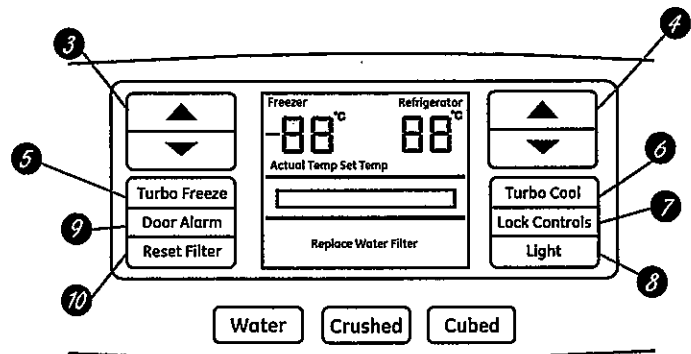 3
4
Freezer Refrigerator
-88 °C 88 °C
Actual Temp Set Temp
5
6
Turbo Freeze
Turbo Cool
9
7
Door Alarm
Lock Controls
Reset Filter
Replace Water Filter
Light
10
8
Water Crushed Cubed